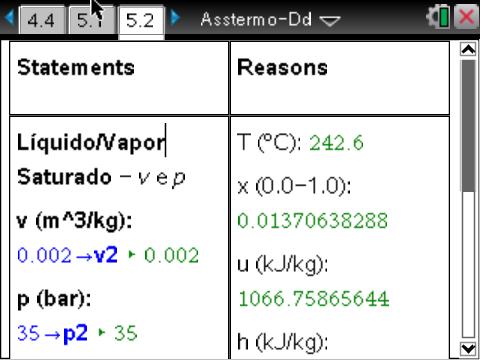 4.4 5.1 5.2 Asstermo-Dd
Statements
Reasons
Líquido/Vapor
Saturado – v e p
v (m^3/kg):
0.002→v2 ▸ 0.002
p (bar):
35→p2 ▸ 35
T (ºC): 242.6
x (0.0−1.0):
0.01370638288
u (kJ/kg):
1066.75865644
h (kJ/kg):